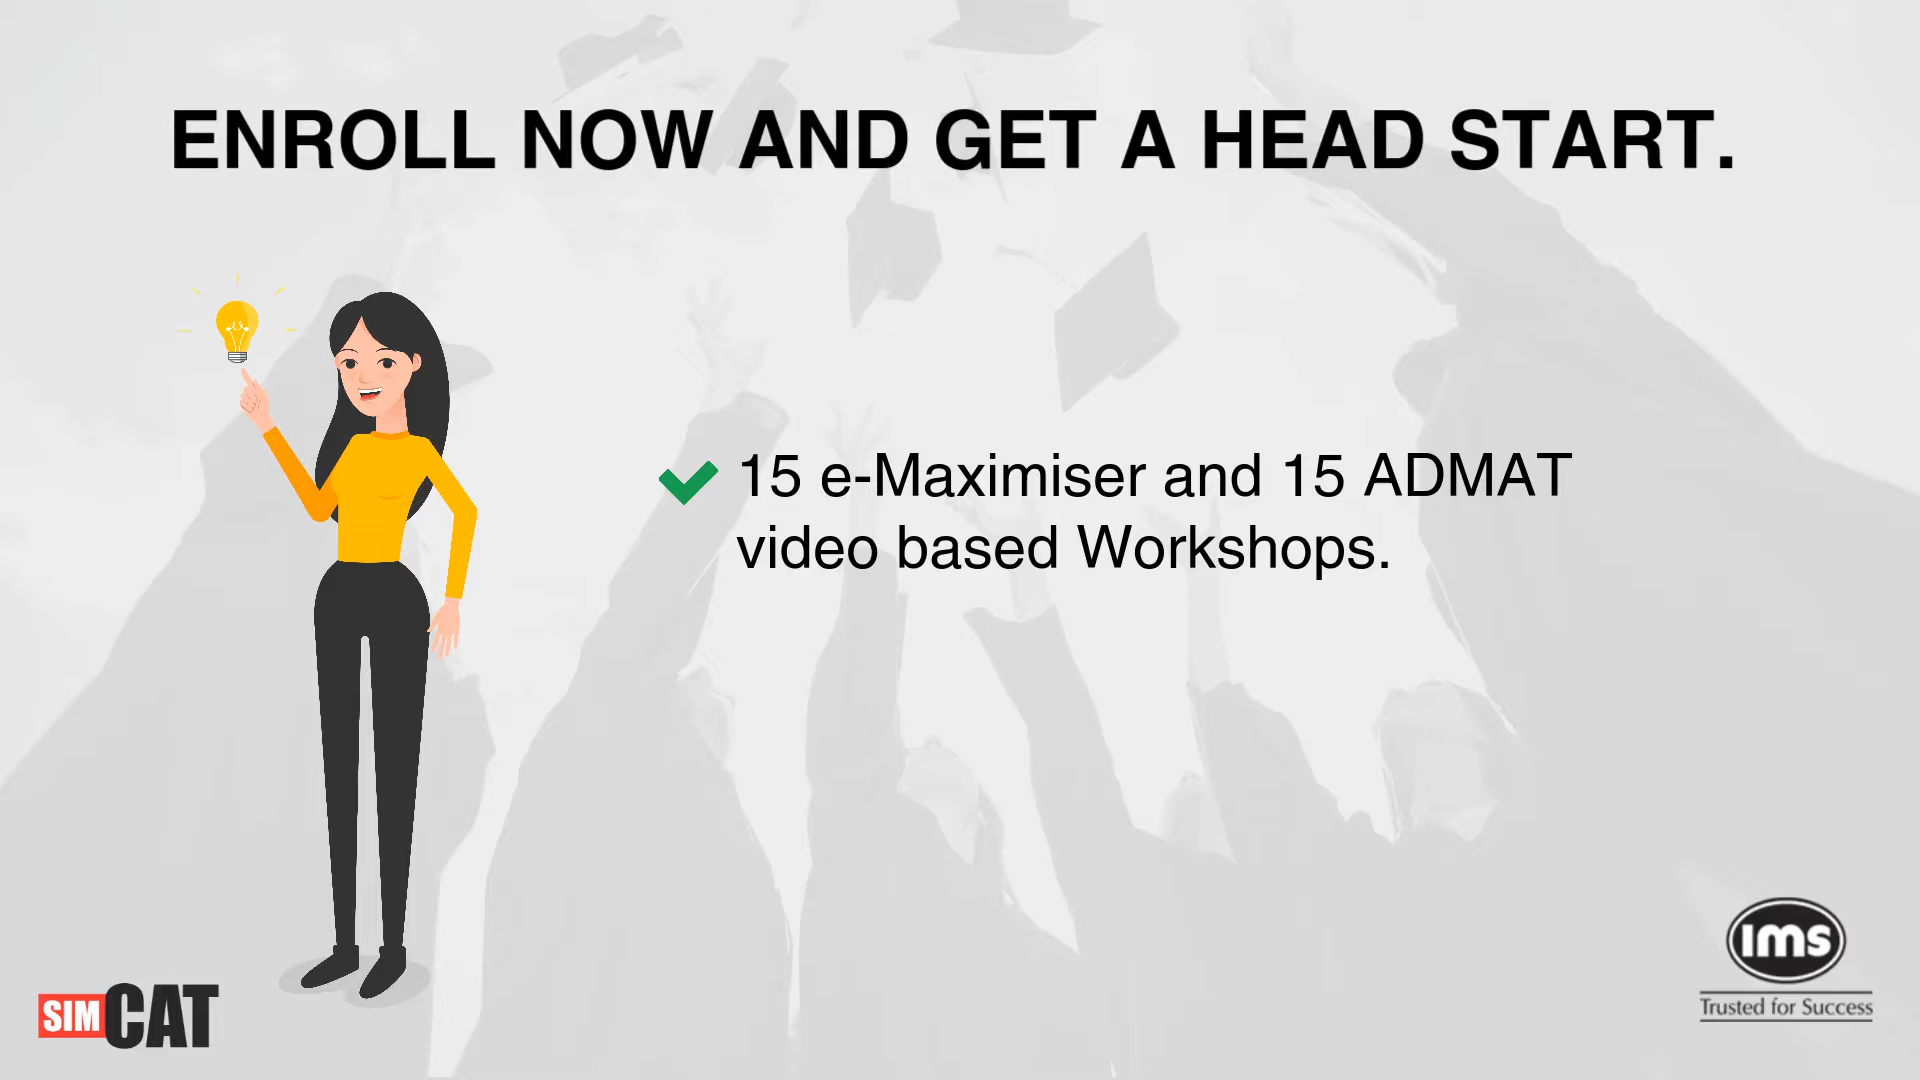 ENROLL NOW AND GET A HEAD START.
15 e-Maximiser and 15 ADMAT
video based Workshops.
SIMCAT
ims
Trusted for Success